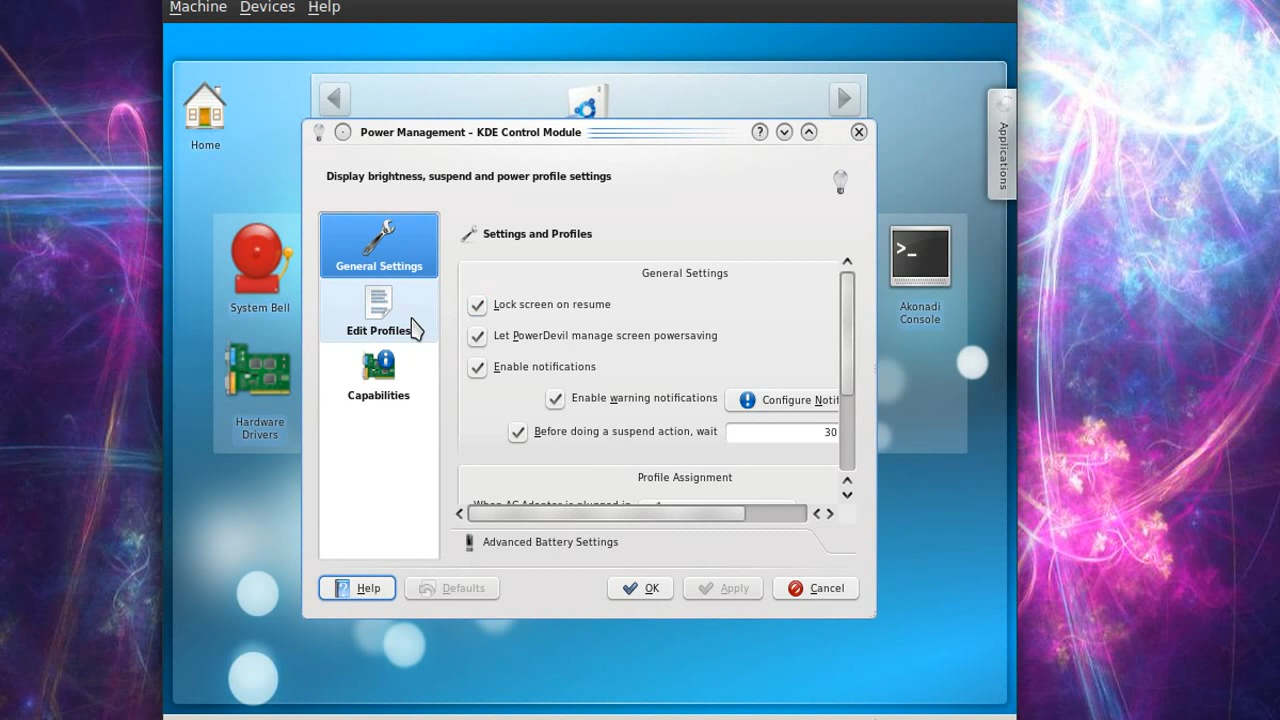 Machine Devices Help
Home
Applications
Power Management – KDE Control Module
?
Display brightness, suspend and power profile settings
General Settings
Edit Profiles
Capabilities
Settings and Profiles
General Settings
Lock screen on resume
Let PowerDevil manage screen powersaving
Enable notifications
Enable warning notifications
Configure Notif
Before doing a suspend action, wait
30
Profile Assignment
When AC Adapter is plugged in
Advanced Battery Settings
Help
Defaults
OK
Apply
Cancel
System Bell
Hardware
Drivers
>_
Akonadi
Console